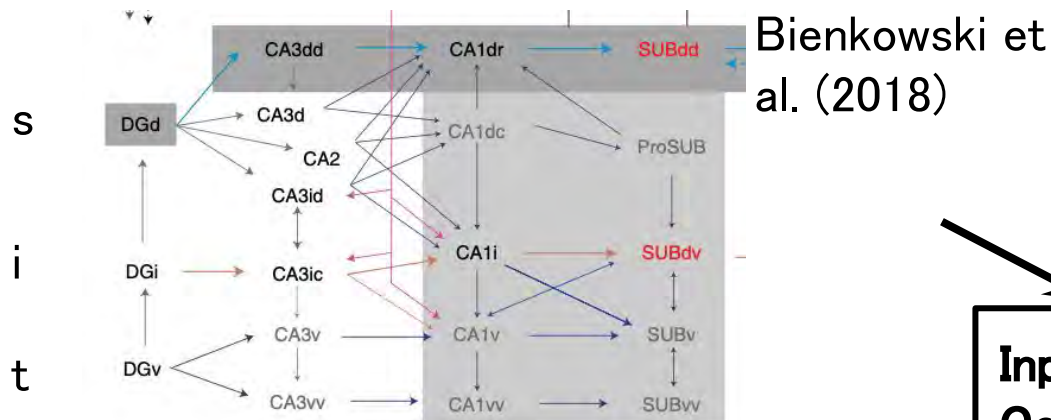 CA3dd CA1dr SUBdd
Bienkowski et
al. (2018)
s
DGd CA3d CA1dc
CA2 ProSUB
CA3id
i
DGi CA3ic CA1i SUBdv
CA3v CA1v SUBv
t
DGv
CA3vv CA1vv SUBvv